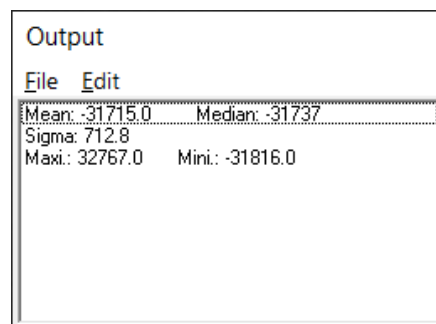 Output
File Edit
Mean: -31715.0 Median: -31737
Sigma: 712.8
Maxi.: 32767.0 Mini.: -31816.0